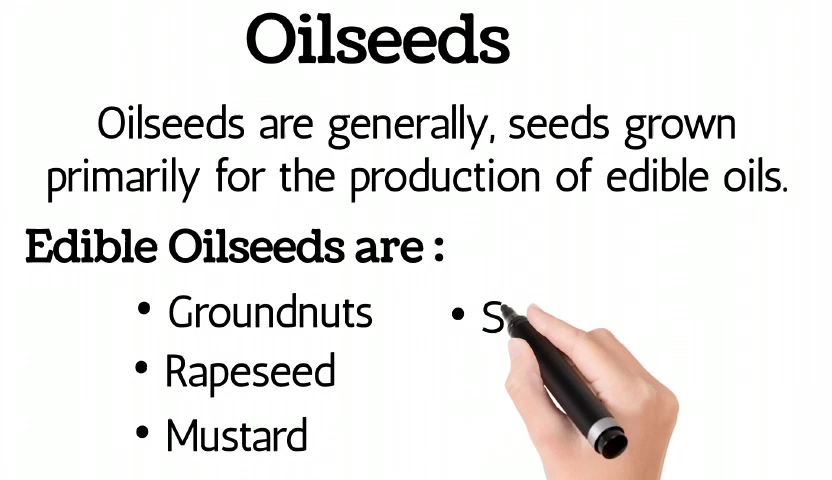 Oilseeds
Oilseeds are generally, seeds grown
primarily for the production of edible oils.
Edible Oilseeds are :
• Groundnuts
• Rapeseed
• Mustard
• S